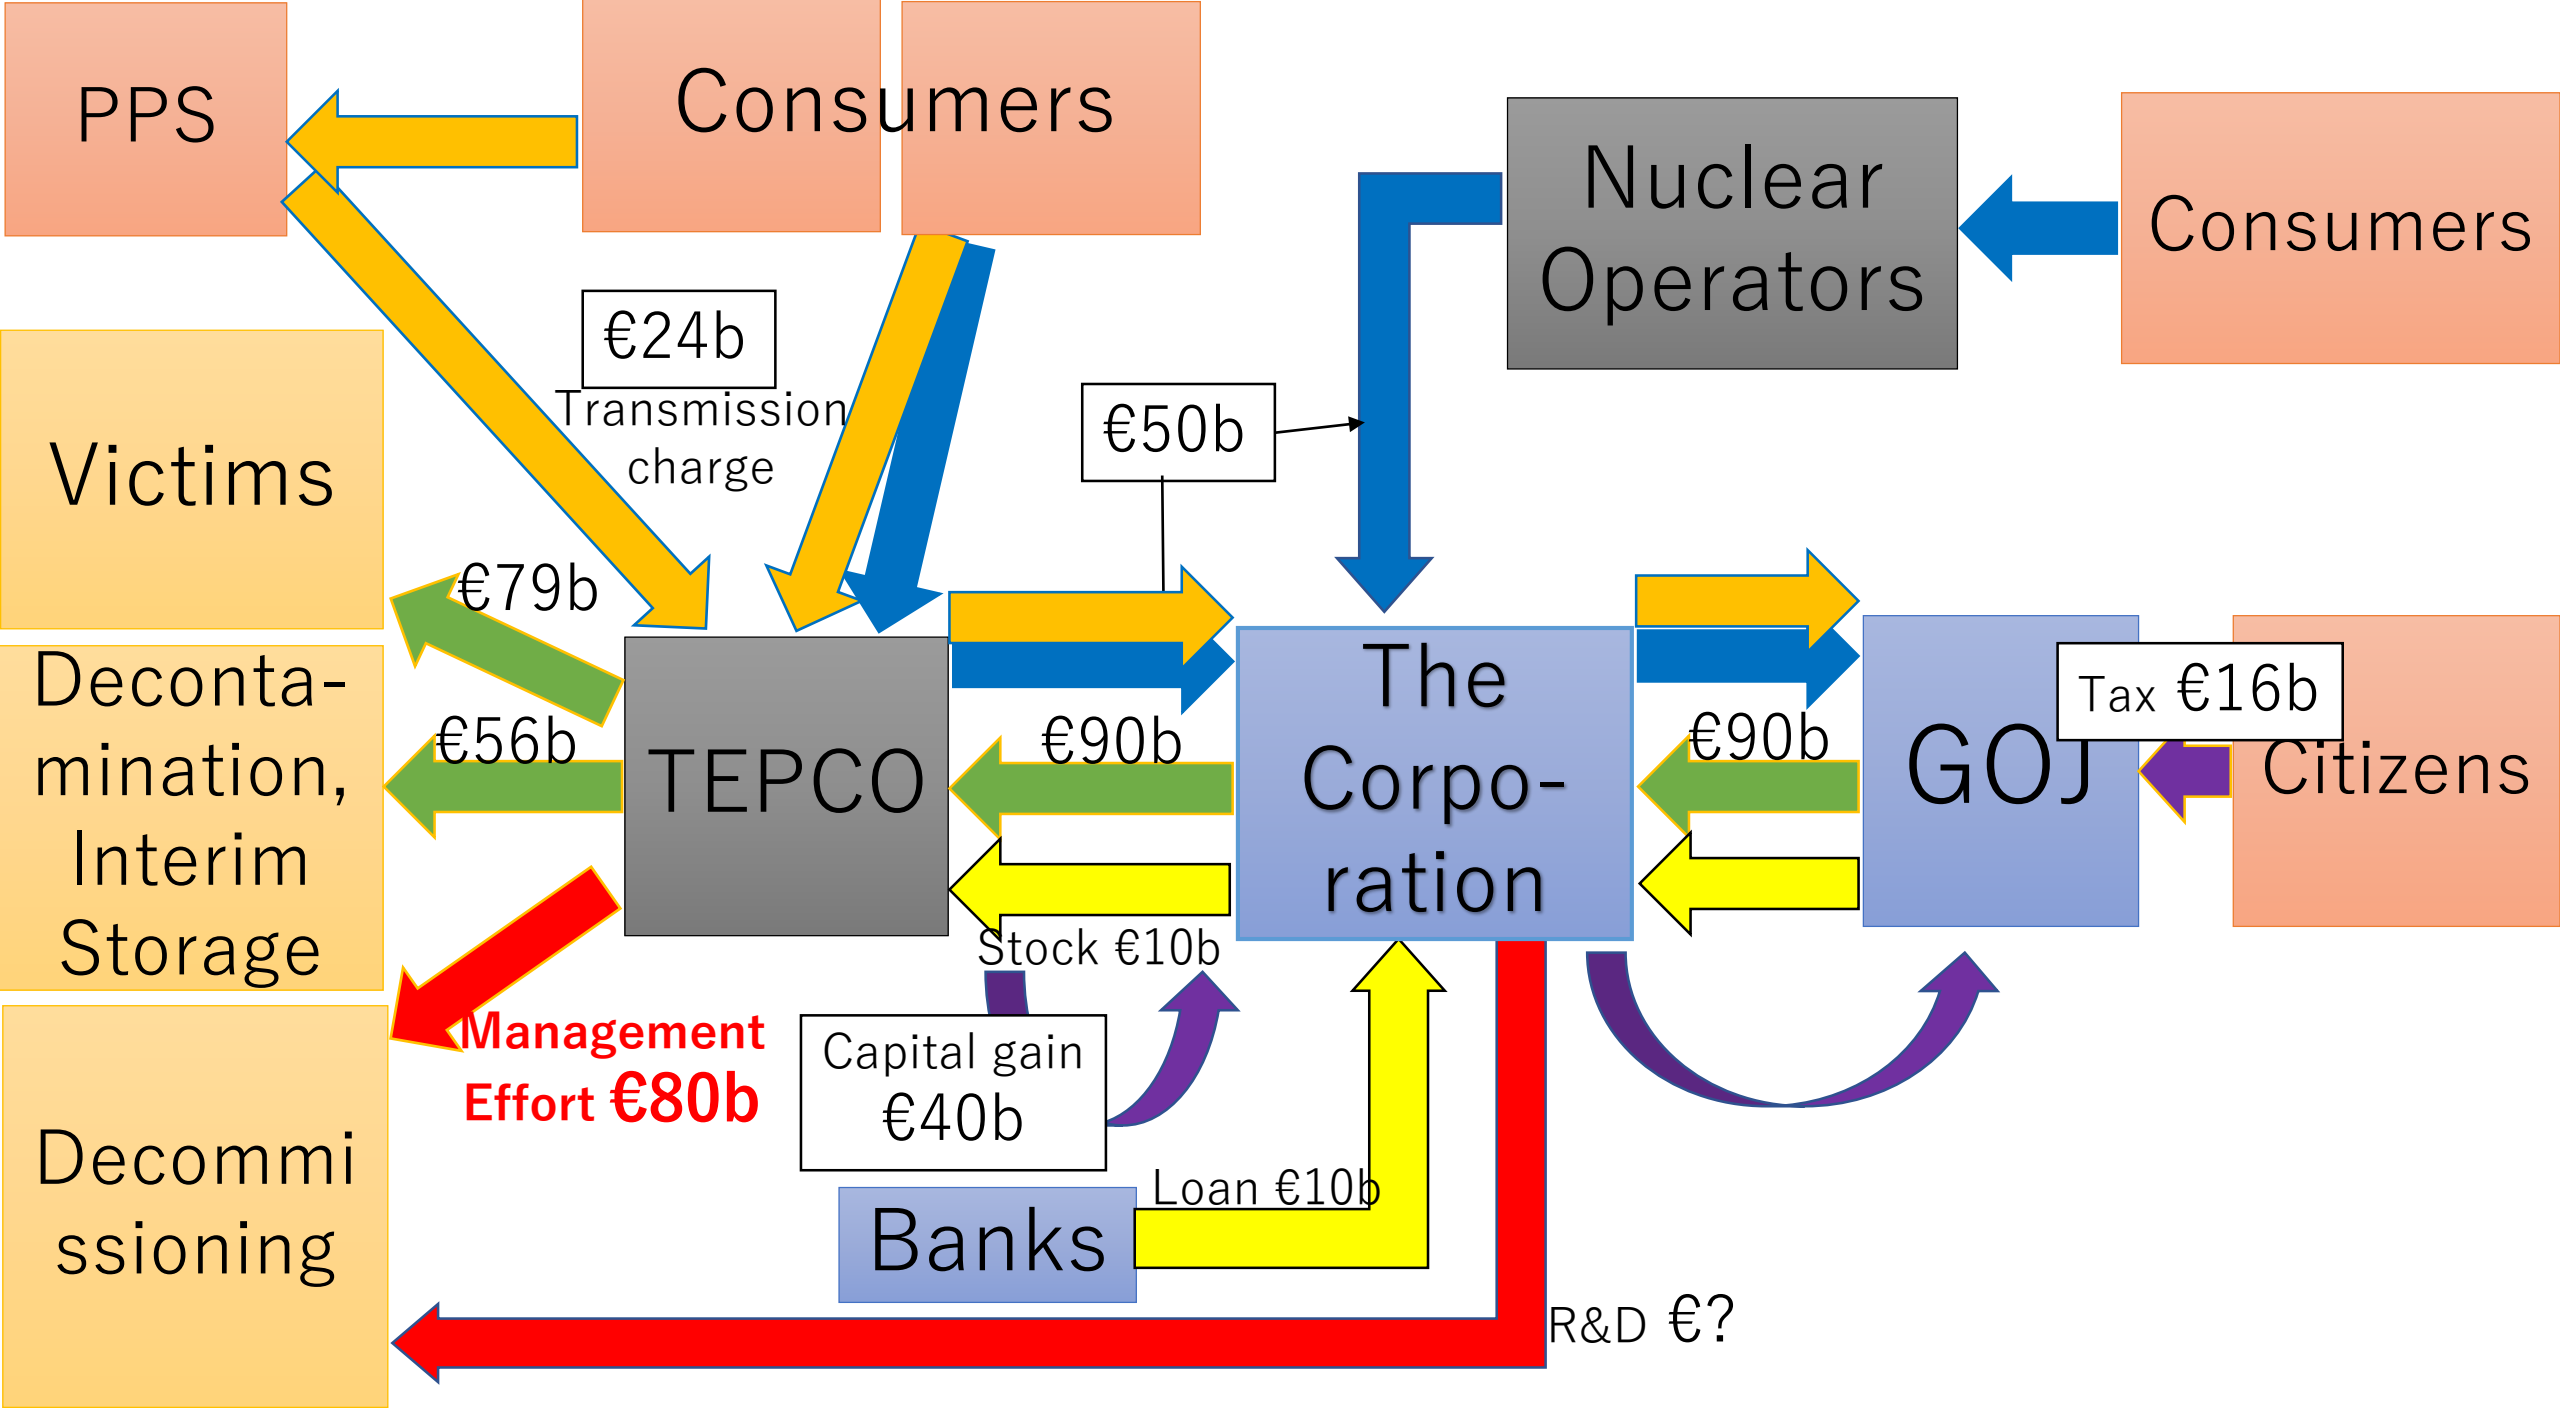 PPS
Consumers
Nuclear
Operators
Consumers
€24b
Transmission
charge
€50b
Victims
€79b
Deconta-
mination,
Interim
Storage
€56b
TEPCO
€90b
The
Corpo-
ration
€90b
GOJ
Tax €16b
Citizens
Stock €10b
Management
Effort €80b
Capital gain
€40b
Decommi
ssioning
Banks
Loan €10b
R&D €?